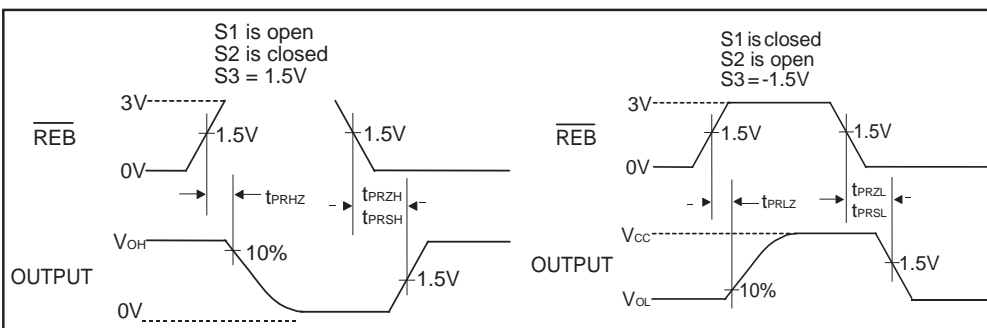 S1 is open
S2 is closed
S3 = 1.5V
3V
REB
1.5V
1.5V
0V
tPRHZ
tPRZH
tPRSH
VOH
10%
OUTPUT
1.5V
0V
S1 is closed
S2 is open
S3 = -1.5V
3V
REB
1.5V
1.5V
0V
tPRLZ
tPRZL
tPRSL
VCC
OUTPUT
1.5V
VOL
10%